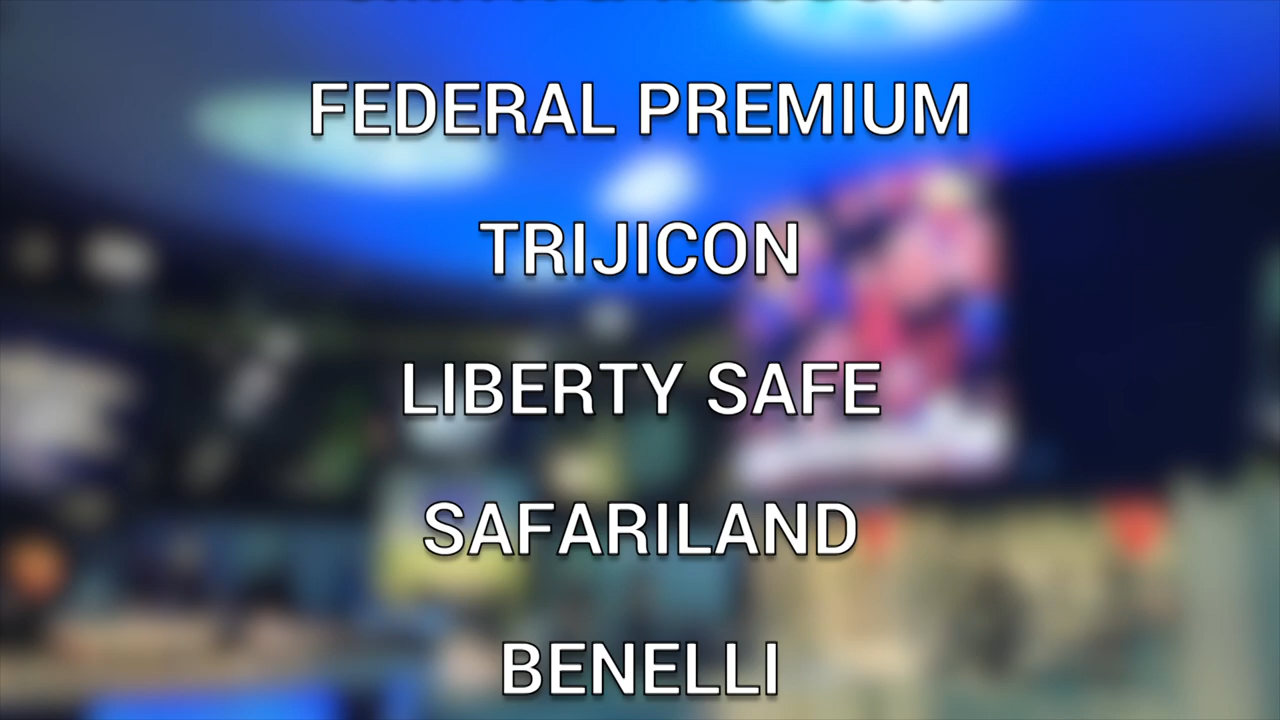 FEDERAL PREMIUM
TRIJICON
LIBERTY SAFE
SAFARILAND
BENELLI